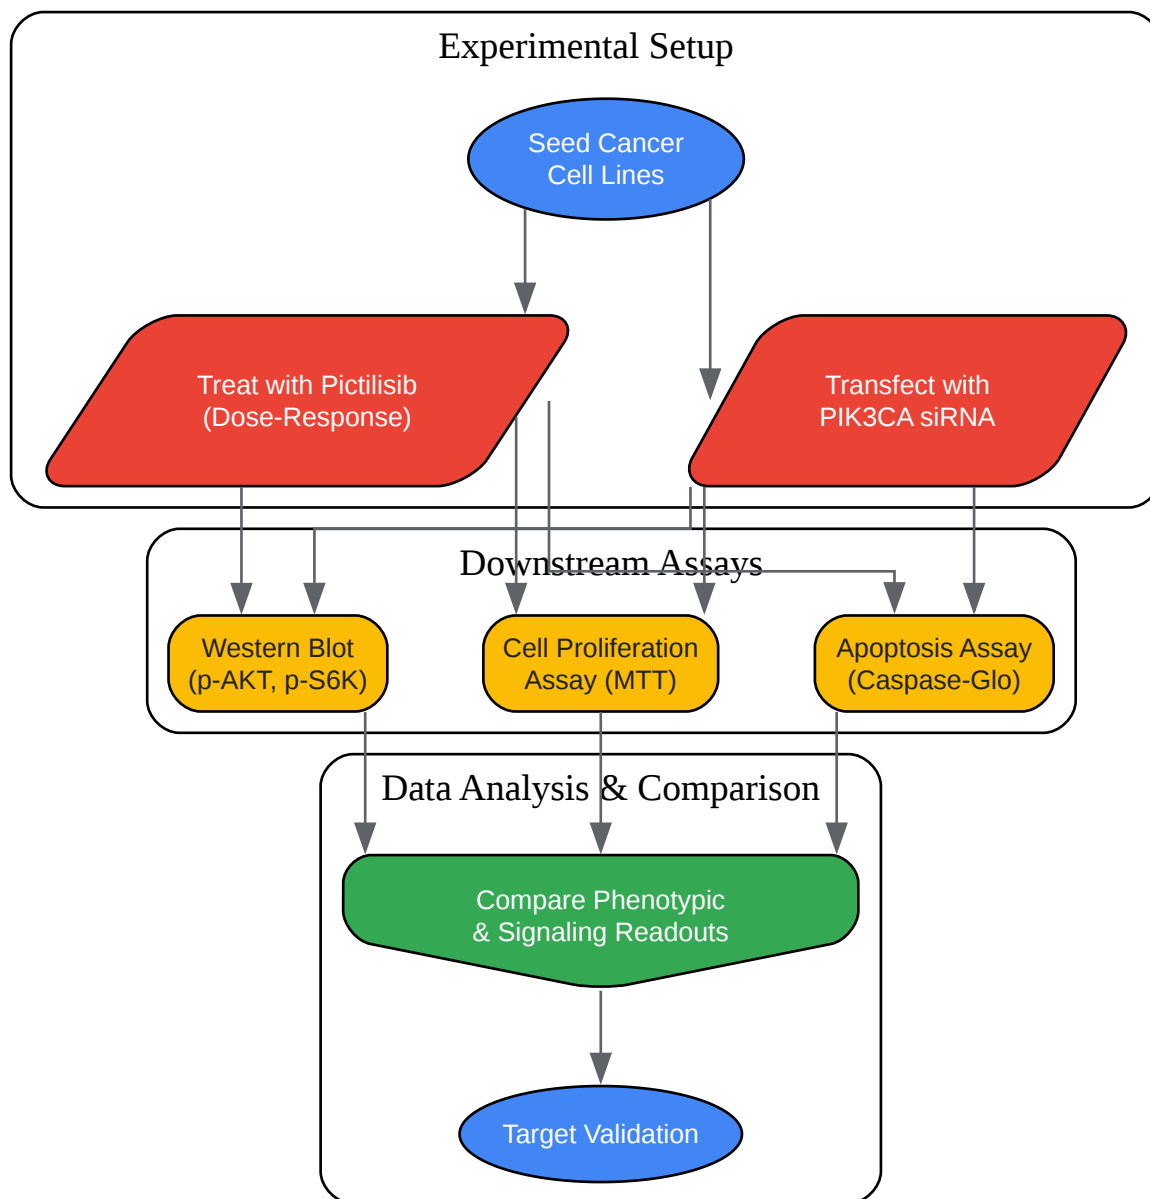 Experimental Setup
Seed Cancer
Cell Lines
Treat with Pictilisib
(Dose-Response)
Transfect with
PIK3CA siRNA
Downstream Assays
Western Blot
(p-AKT, p-S6K)
Cell Proliferation
Assay (MTT)
Apoptosis Assay
(Caspase-Glo)
Data Analysis & Comparison
Compare Phenotypic
& Signaling Readouts
Target Validation